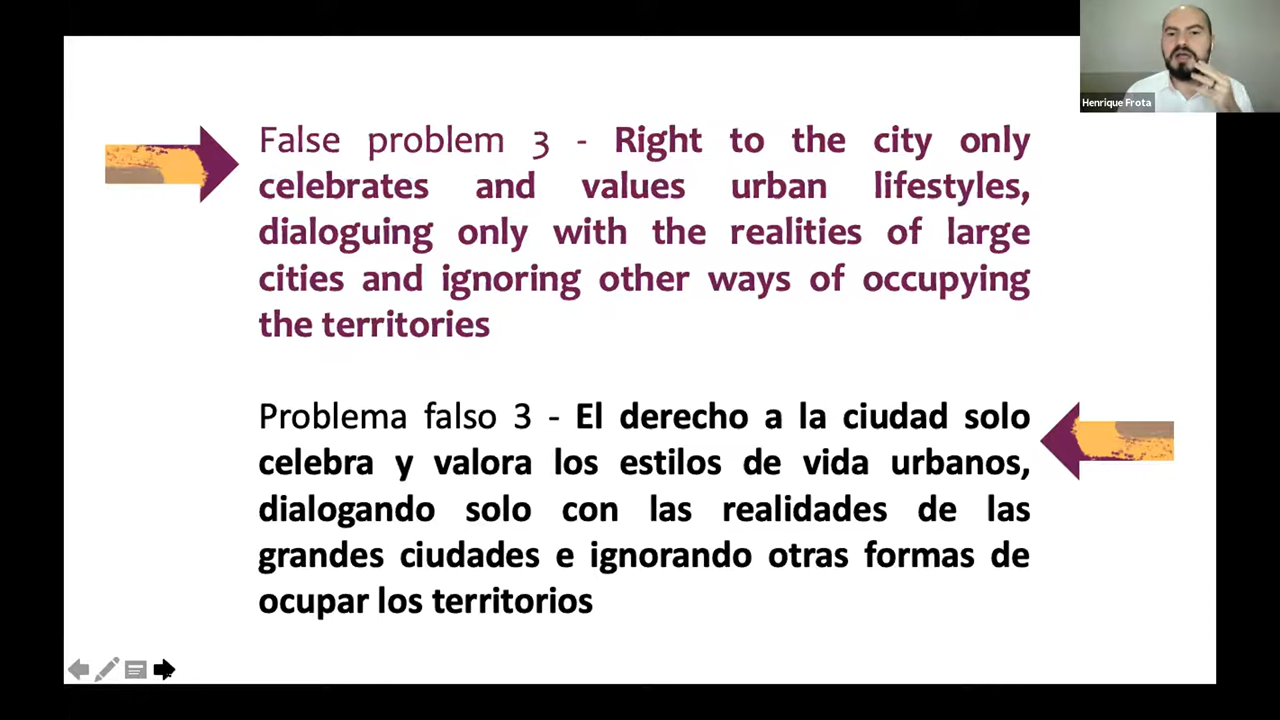 Henrique Frota
False problem 3 - Right to the city only
celebrates and values urban lifestyles,
dialoguing only with the realities of large
cities and ignoring other ways of occupying
the territories
Problema falso 3 - El derecho a la ciudad solo
celebra y valora los estilos de vida urbanos,
dialogando solo con las realidades de las
grandes ciudades e ignorando otras formas de
ocupar los territorios